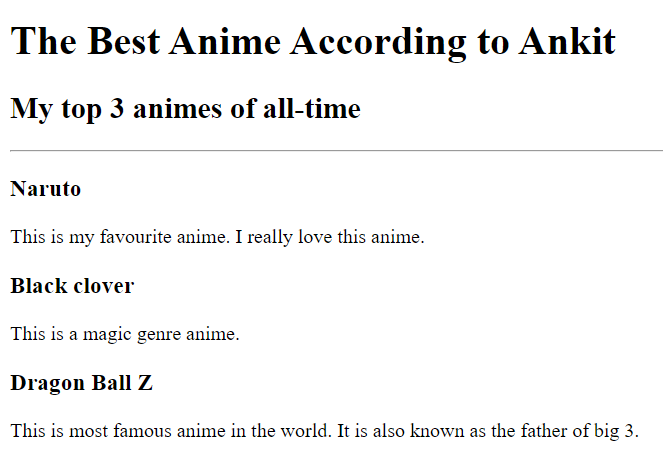 The Best Anime According to Ankit
My top 3 animes of all-time
Naruto
This is my favourite anime. I really love this anime.
Black clover
This is a magic genre anime.
Dragon Ball Z
This is most famous anime in the world. It is also known as the father of big 3.